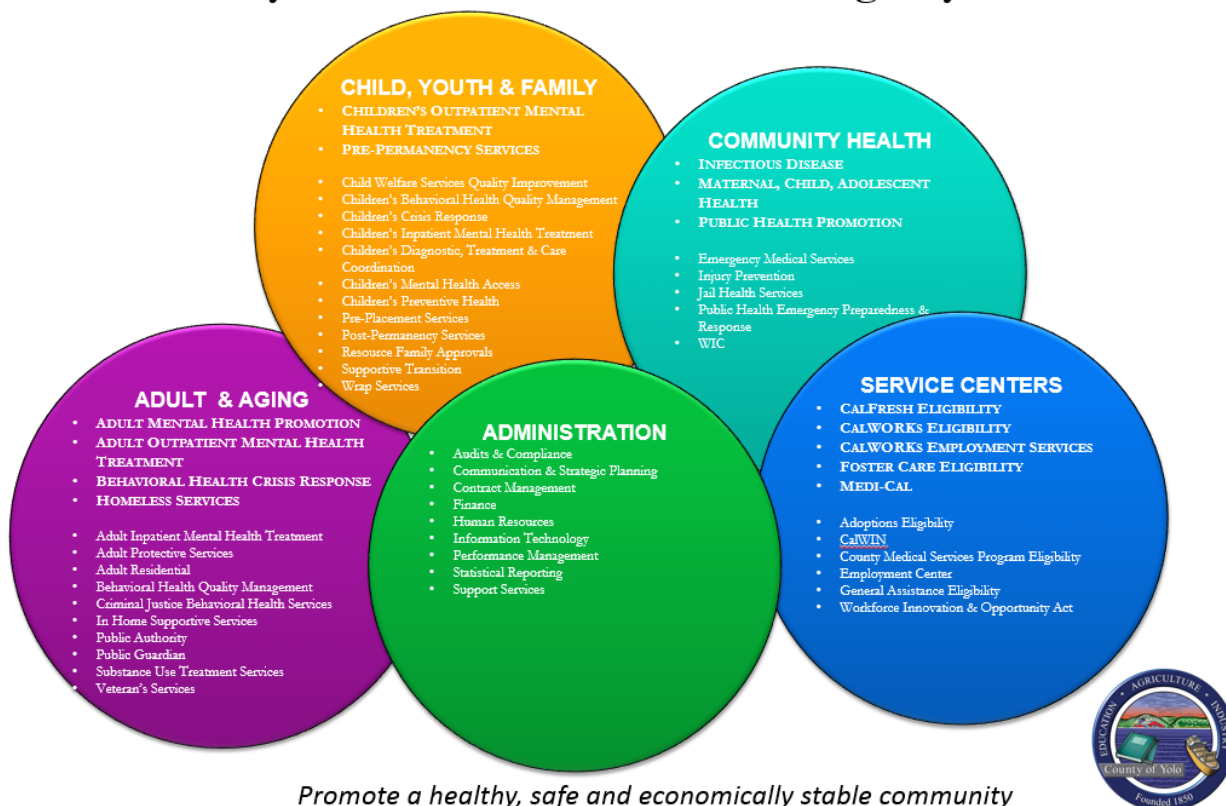 CHILD, YOUTH & FAMILY
• CHILDREN'S OUTPATIENT MENTAL
HEALTH TREATMENT
• PRE-PERMANENCY SERVICES
• Child Welfare Services Quality Improvement
• Children's Behavioral Health Quality Management
• Children's Crisis Response
• Children's Inpatient Mental Health Treatment
• Children's Diagnostic, Treatment & Care
Coordination
• Children's Mental Health Access
• Children's Preventive Health
• Pre-Placement Services
• Post-Permanency Services
• Resource Family Approvals
• Supportive Transition
• Wrap Services
COMMUNITY HEALTH
• INFECTIOUS DISEASE
• MATERNAL, CHILD, ADOLESCENT
HEALTH
• PUBLIC HEALTH PROMOTION
• Emergency Medical Services
• Injury Prevention
• Jail Health Services
• Public Health Emergency Preparedness &
Response
• WIC
ADULT & AGING
• ADULT MENTAL HEALTH PROMOTION
• ADULT OUTPATIENT MENTAL HEALTH
TREATMENT
• BEHAVIORAL HEALTH CRISIS RESPONSE
• HOMELESS SERVICES
• Adult Inpatient Mental Health Treatment
• Adult Protective Services
• Adult Residential
• Behavioral Health Quality Management
• Criminal Justice Behavioral Health Services
• In Home Supportive Services
• Public Authority
• Public Guardian
• Substance Use Treatment Services
• Veteran's Services
ADMINISTRATION
• Audits & Compliance
• Communication & Strategic Planning
• Contract Management
• Finance
• Human Resources
• Information Technology
• Performance Management
• Statistical Reporting
• Support Services
SERVICE CENTERS
• CALFRESH ELIGIBILITY
• CALWORKS ELIGIBILITY
• CALWORKS EMPLOYMENT SERVICES
• FOSTER CARE ELIGIBILITY
• MEDI-CAL
• Adoptions Eligibility
• CalWIN
• County Medical Services Program Eligibility
• Employment Center
• General Assistance Eligibility
• Workforce Innovation & Opportunity Act
EDUCATION • AGRICULTURE • INDUSTRY
County of Yolo
Founded 1850
Promote a healthy, safe and economically stable community